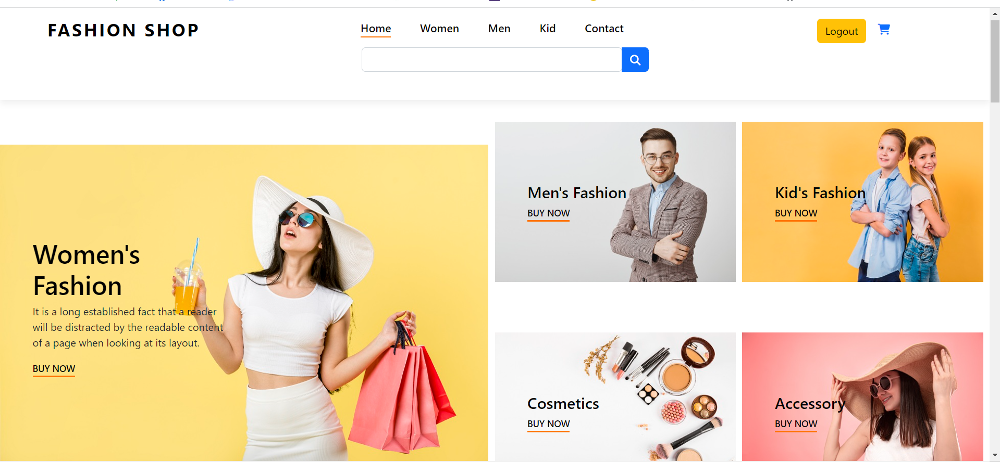 FASHION SHOP
Home Women Men Kid Contact
Logout
Women's
Fashion
It is a long established fact that a reader
will be distracted by the readable content
of a page when looking at its layout.
BUY NOW
Men's Fashion
BUY NOW
Kid's Fashion
BUY NOW
Cosmetics
BUY NOW
Accessory
BUY NOW